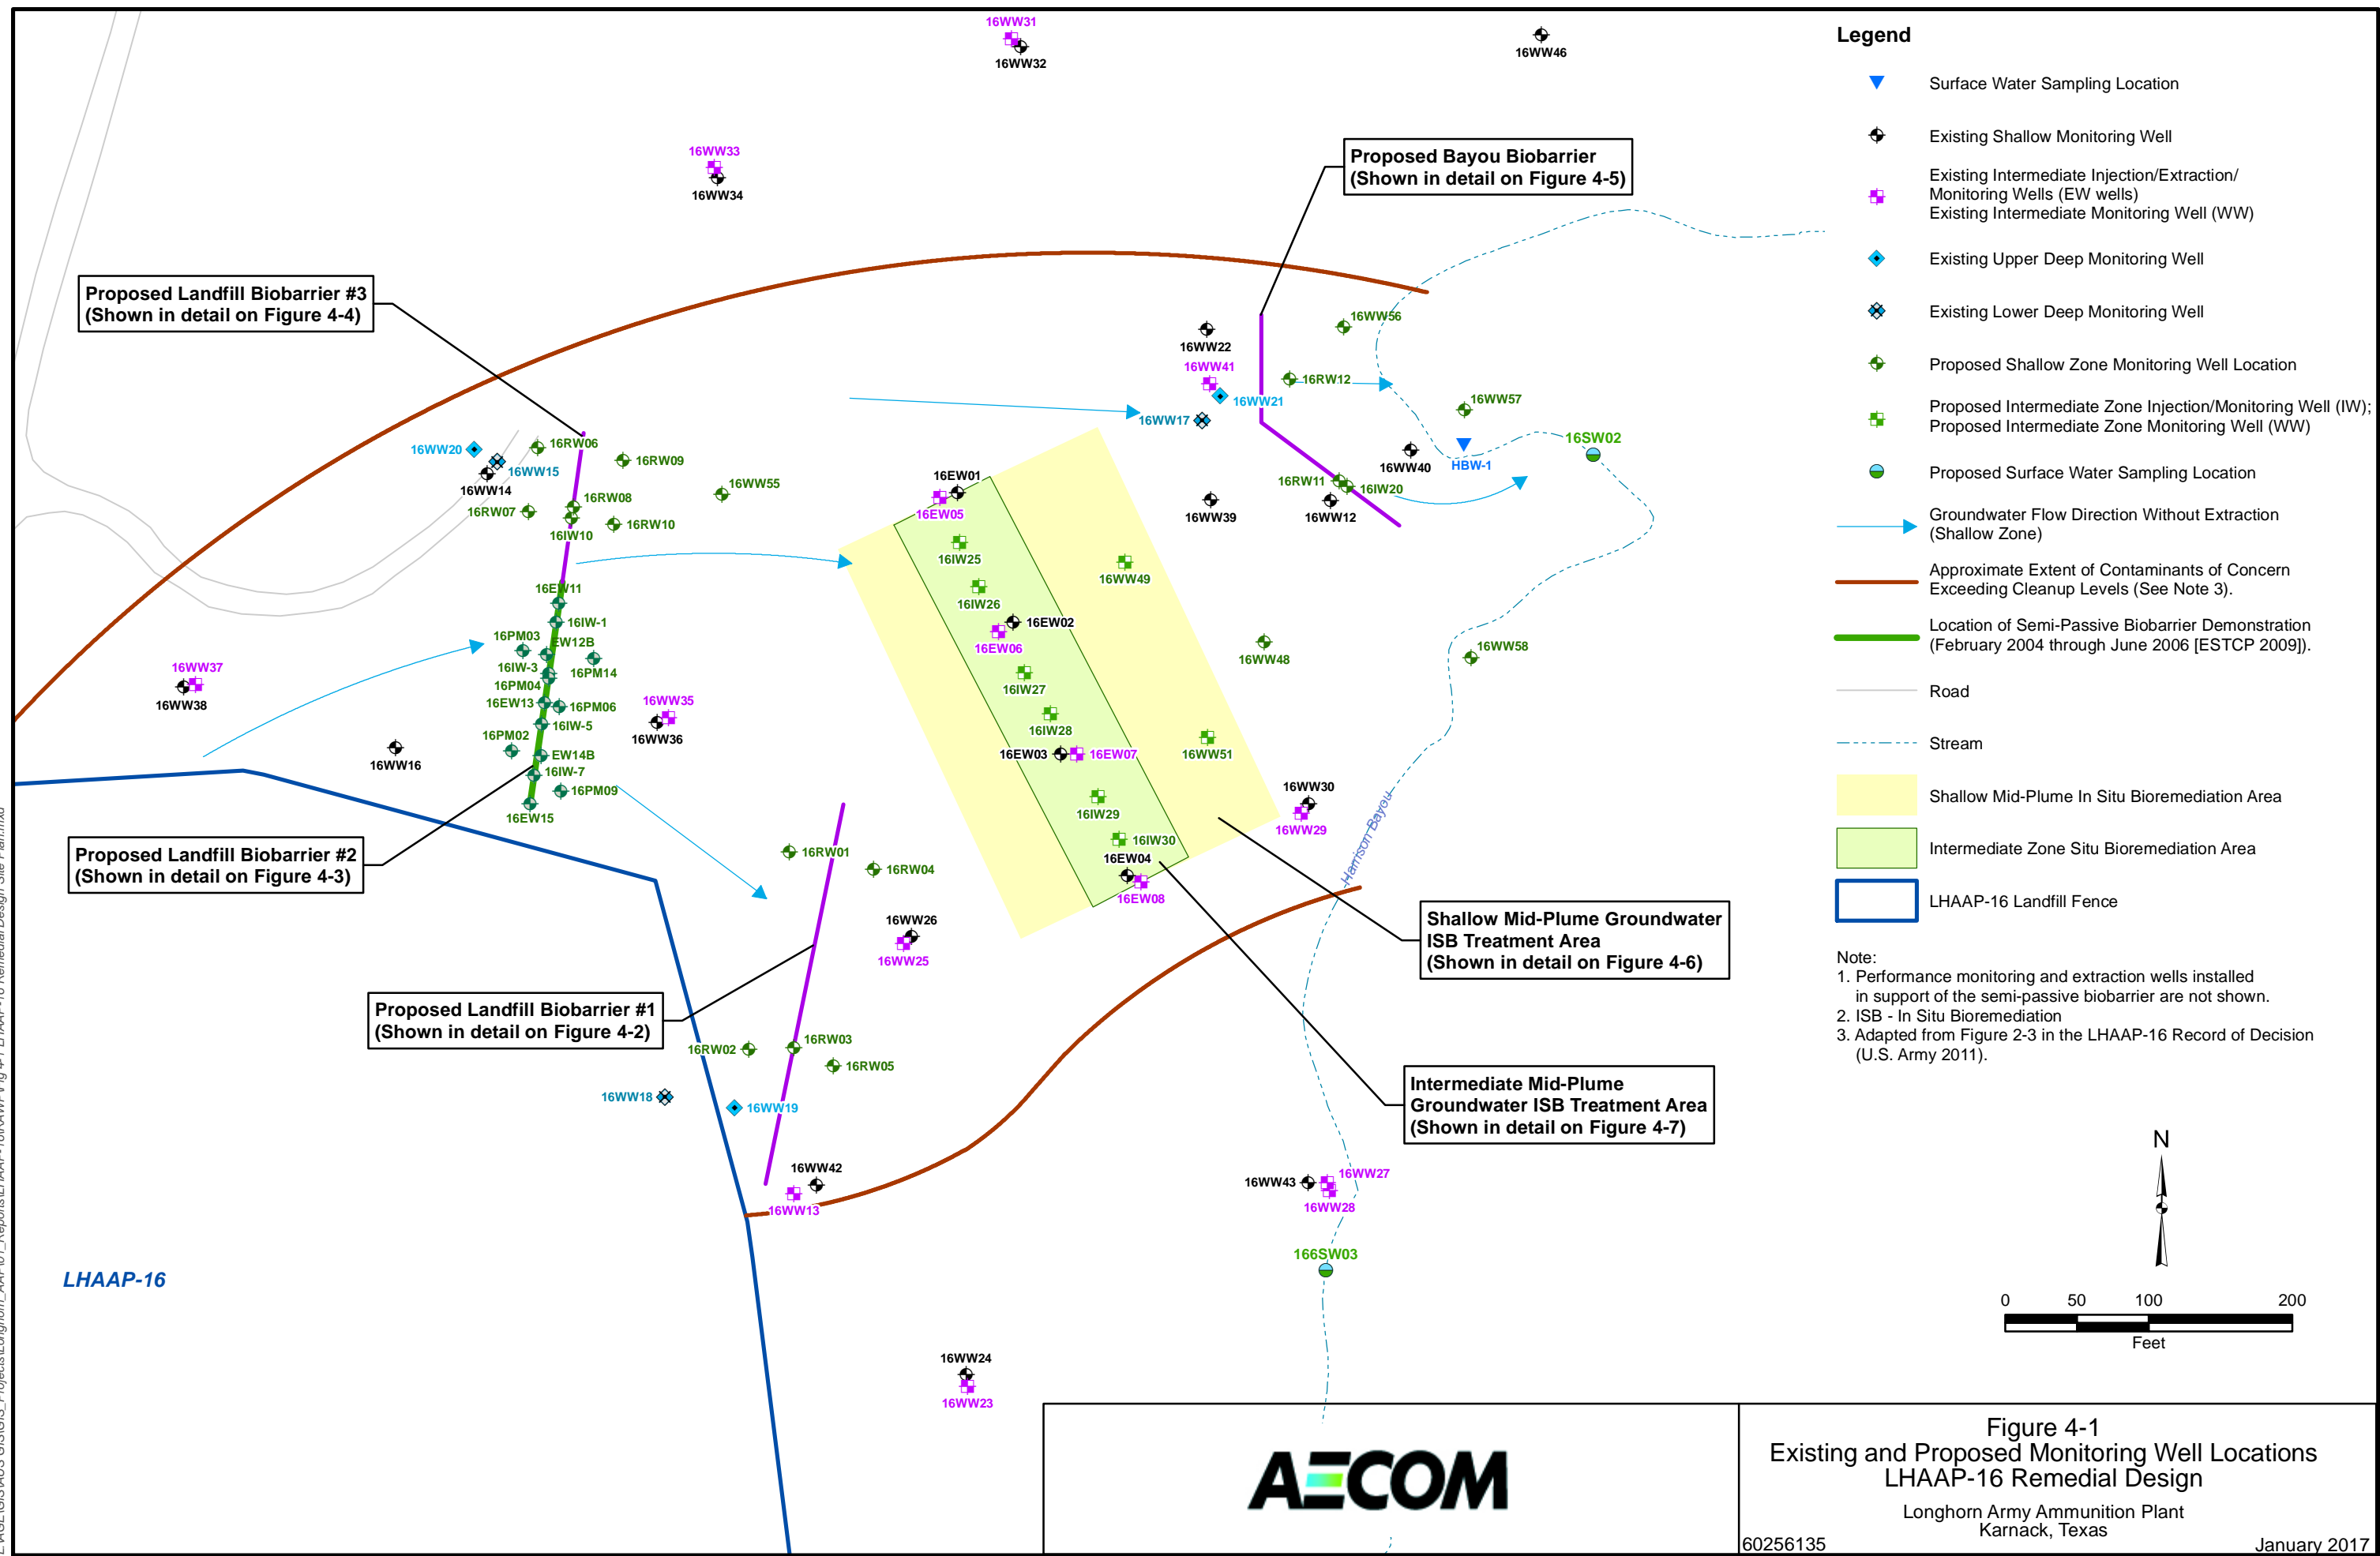 16WW31
16WW32
16WW46
16WW33
16WW34
Proposed Bayou Biobarrier
(Shown in detail on Figure 4-5)
Proposed Landfill Biobarrier #3
(Shown in detail on Figure 4-4)
16WW56
16WW22
16WW41
16RW12
16WW21
16WW57
16WW17
16SW02
16WW20
16RW06
16RW09
16WW15
16WW14
16WW40
HBW-1
16WW55
16EW01
16RW08
16RW07
16EW05
16RW11
16IW20
16WW39
16WW12
16RW10
16IW10
16IW25
16WW49
16EW11
16IW26
16IW-1
16EW02
16PM03
EW12B
16EW06
16WW48
16WW58
16IW-3
16PM14
16WW37
16PM04
16IW27
16WW38
16WW35
16EW13
16PM06
16IW-5
16WW36
16IW28
16PM02
16WW51
16WW16
EW14B
16EW03
16EW07
16IW-7
16PM09
16WW30
16EW15
16IW29
16WW29
Harrison Bayou
Proposed Landfill Biobarrier #2
(Shown in detail on Figure 4-3)
16RW01
16IW30
16EW04
16RW04
16EW08
16WW26
16WW25
Shallow Mid-Plume Groundwater
ISB Treatment Area
(Shown in detail on Figure 4-6)
Proposed Landfill Biobarrier #1
(Shown in detail on Figure 4-2)
16RW03
16RW02
16RW05
16WW18
16WW19
Intermediate Mid-Plume
Groundwater ISB Treatment Area
(Shown in detail on Figure 4-7)
16WW42
16WW13
16WW43
16WW27
16WW28
166SW03
LHAAP-16
16WW24
16WW23
Legend
Surface Water Sampling Location
Existing Shallow Monitoring Well
Existing Intermediate Injection/Extraction/
Monitoring Wells (EW wells)
Existing Intermediate Monitoring Well (WW)
Existing Upper Deep Monitoring Well
Existing Lower Deep Monitoring Well
Proposed Shallow Zone Monitoring Well Location
Proposed Intermediate Zone Injection/Monitoring Well (IW);
Proposed Intermediate Zone Monitoring Well (WW)
Proposed Surface Water Sampling Location
Groundwater Flow Direction Without Extraction
(Shallow Zone)
Approximate Extent of Contaminants of Concern
Exceeding Cleanup Levels (See Note 3).
Location of Semi-Passive Biobarrier Demonstration
(February 2004 through June 2006 [ESTCP 2009]).
Road
Stream
Shallow Mid-Plume In Situ Bioremediation Area
Intermediate Zone Situ Bioremediation Area
LHAAP-16 Landfill Fence
Note:
1. Performance monitoring and extraction wells installed
in support of the semi-passive biobarrier are not shown.
2. ISB - In Situ Bioremediation
3. Adapted from Figure 2-3 in the LHAAP-16 Record of Decision
(U.S. Army 2011).
N
0 50 100 200
Feet
AECOM
Figure 4-1
Existing and Proposed Monitoring Well Locations
LHAAP-16 Remedial Design
Longhorn Army Ammunition Plant
Karnack, Texas
60256135
January 2017